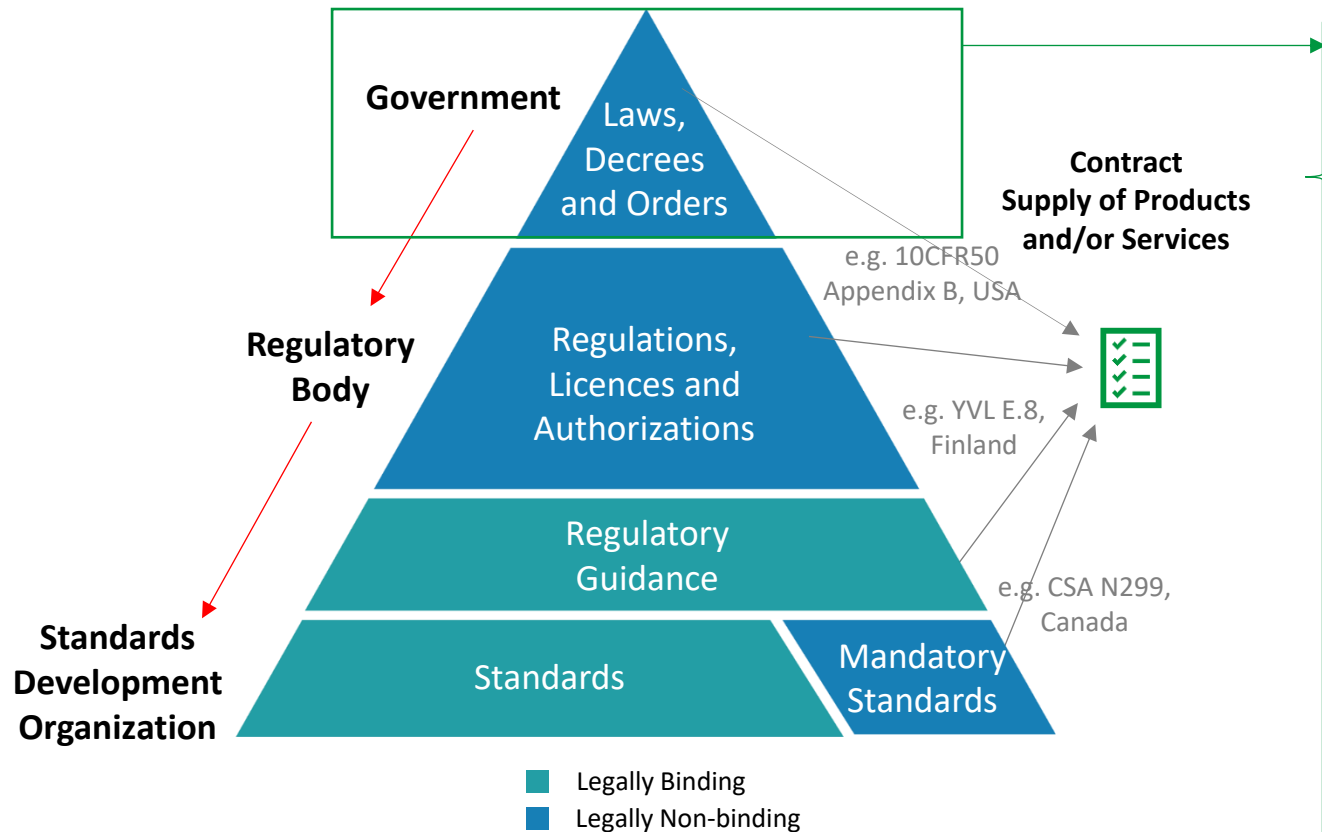 Government
Laws,
Decrees
and Orders
Contract
Supply of Products
and/or Services
e.g. 10CFR50
Appendix B, USA
Regulatory
Body
Regulations,
Licences and
Authorizations
e.g. YVL E.8,
Finland
Regulatory
Guidance
e.g. CSA N299,
Canada
Standards
Development
Organization
Standards
Mandatory
Standards
Legally Binding
Legally Non-binding